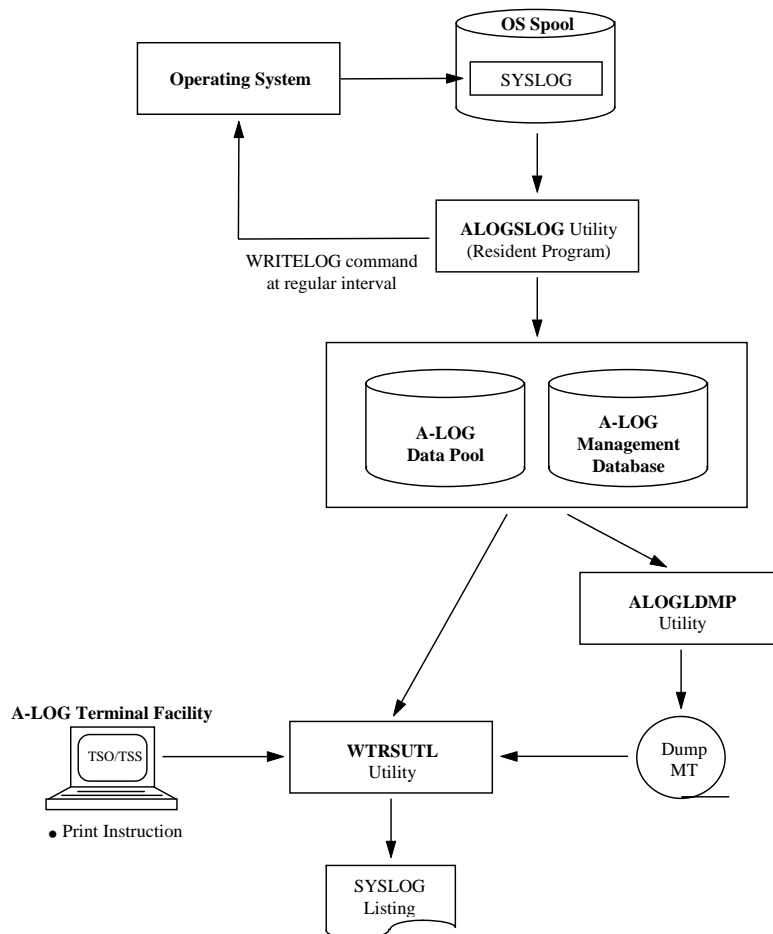 OS Spool
Operating System
SYSLOG
ALOGSLOG Utility
(Resident Program)
WRITELOG command
at regular interval
A-LOG
Data Pool
A-LOG
Management
Database
ALOGLDMP
Utility
A-LOG Terminal Facility
TSO/TSS
WTRSUTL
Utility
Dump
MT
● Print Instruction
SYSLOG
Listing